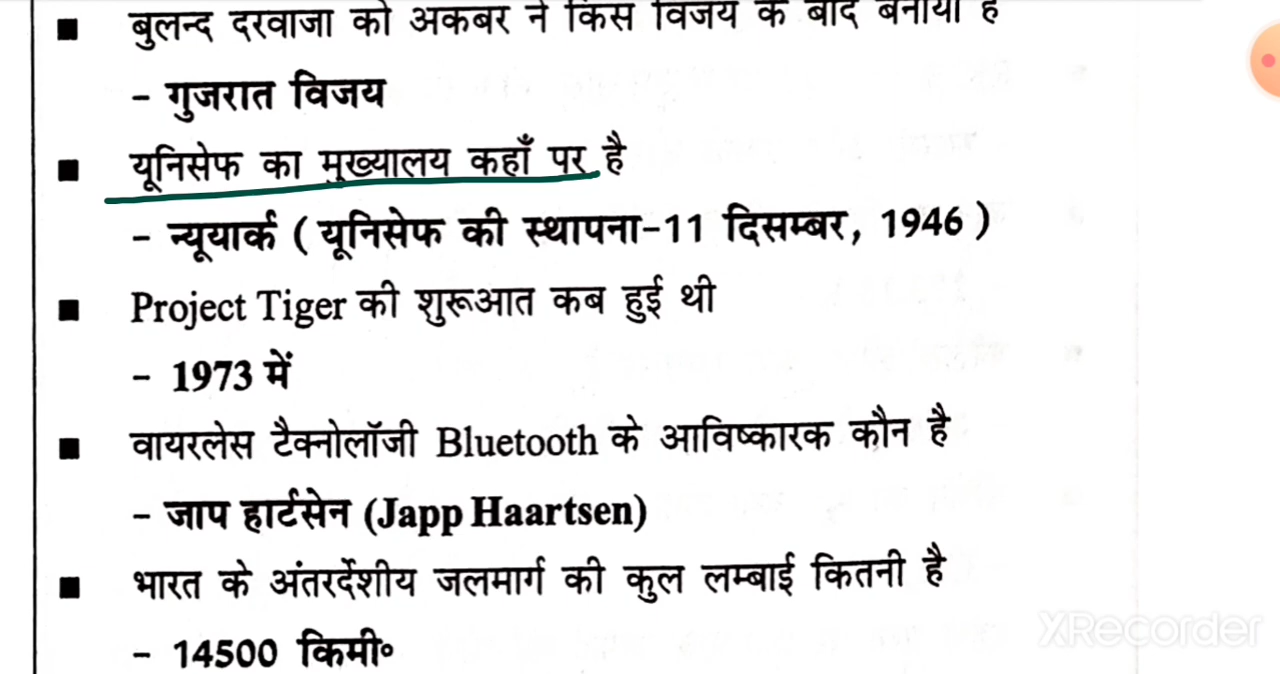 बुलन्द दरवाजा को अकबर ने किस विजय के बाद बनाया है
– गुजरात विजय
यूनिसेफ का मुख्यालय कहाँ पर है
– न्यूयार्क ( यूनिसेफ की स्थापना–11 दिसम्बर, 1946 )
Project Tiger की शुरूआत कब हुई थी
– 1973 में
वायरलेस टैक्नोलॉजी Bluetooth के आविष्कारक कौन है
– जाप हार्टसेन (Japp Haartsen)
भारत के अंतर्देशीय जलमार्ग की कुल लम्बाई कितनी है
– 14500 किमी॰
XRecorder